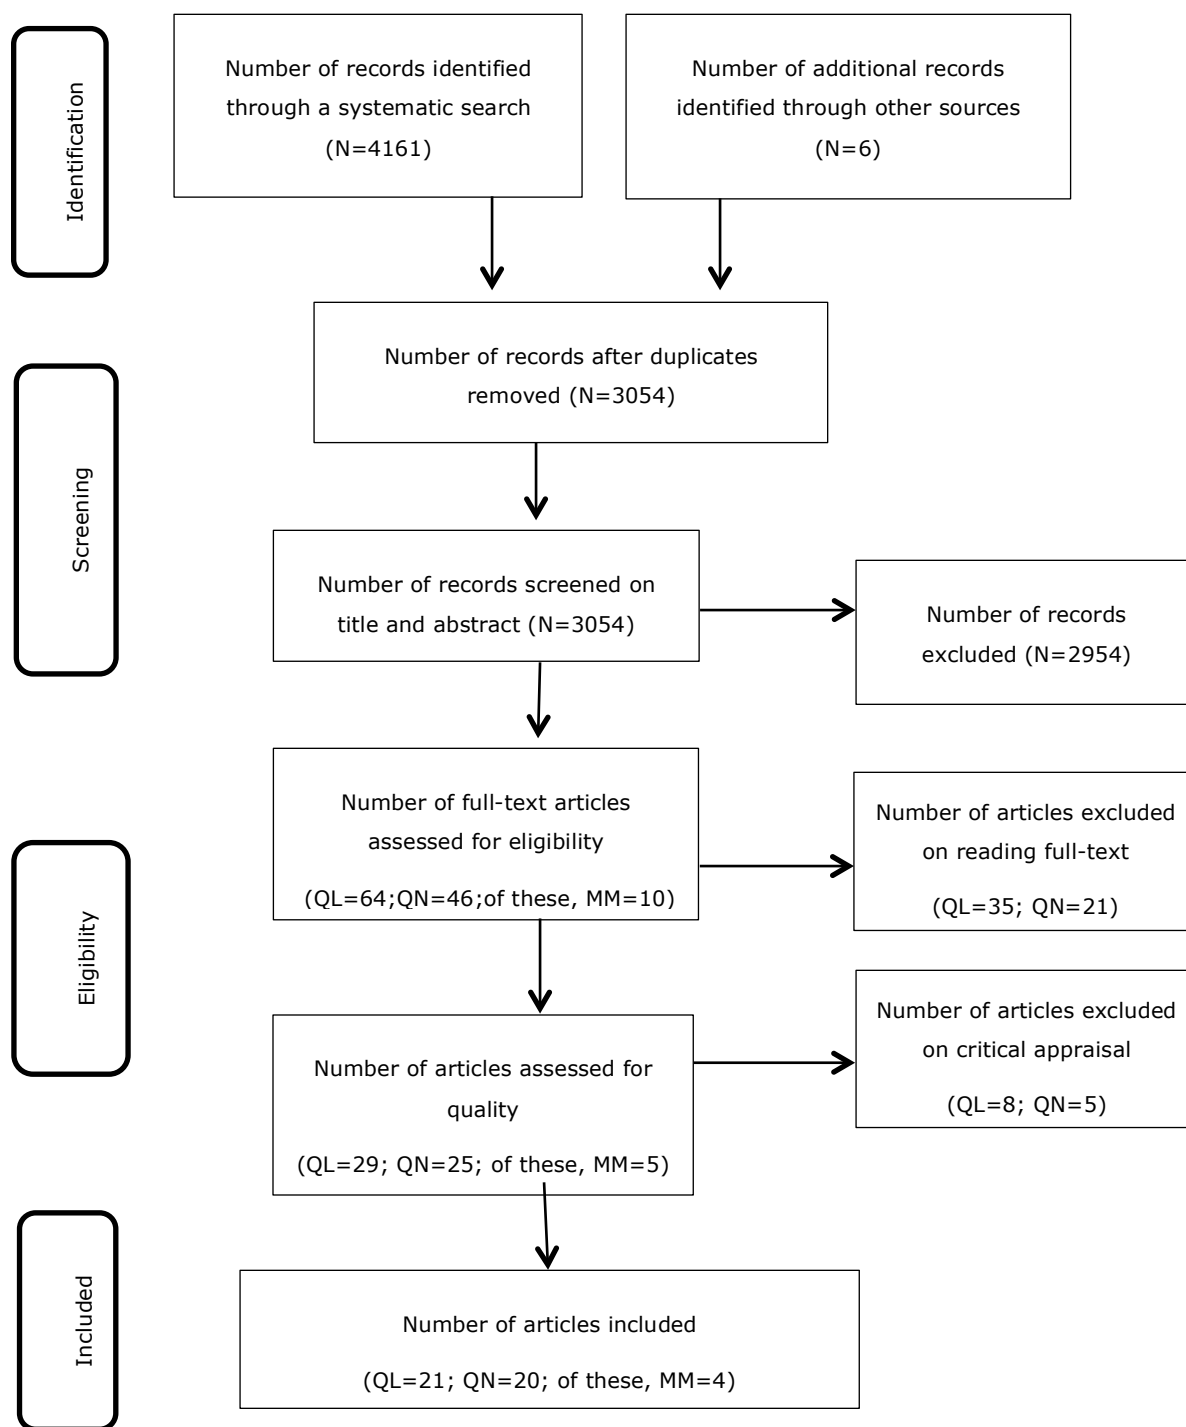 Identification
Number of records identified
through a systematic search
(N=4161)
Number of additional records
identified through other sources
(N=6)
Number of records after duplicates
removed (N=3054)
Screening
Number of records screened on
title and abstract (N=3054)
Number of records
excluded (N=2954)
Eligibility
Number of full-text articles
assessed for eligibility
(QL=64;QN=46;of these, MM=10)
Number of articles excluded
on reading full-text
(QL=35; QN=21)
Number of articles assessed for
quality
(QL=29; QN=25; of these, MM=5)
Number of articles excluded
on critical appraisal
(QL=8; QN=5)
Included
Number of articles included
(QL=21; QN=20; of these, MM=4)